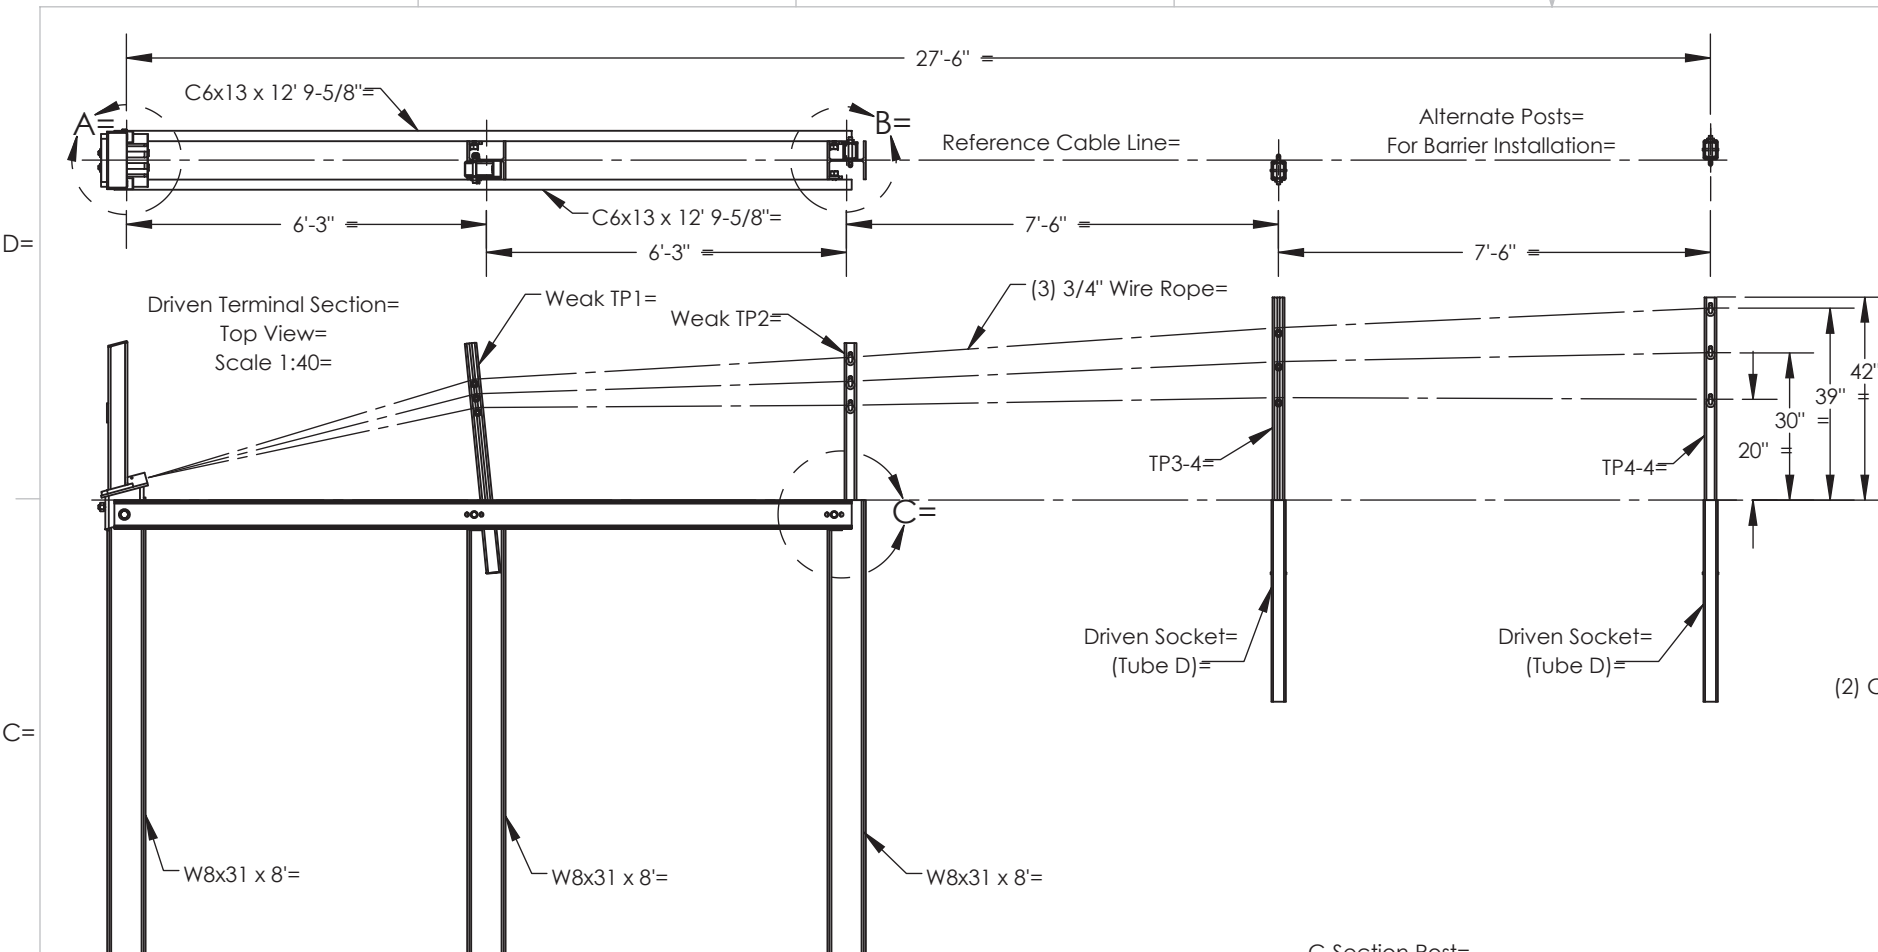 27'-6" =
C6x13 x 12' 9-5/8"=
A=
B=
Alternate Posts=
For Barrier Installation=
Reference Cable Line=
C6x13 x 12' 9-5/8"=
6'-3" =
7'-6" =
D=
6'-3" =
7'-6" =
Driven Terminal Section=
Top View=
Scale 1:40=
Weak TP1=
Weak TP2=
(3) 3/4" Wire Rope=
42"
=
39"
=
30"
=
20" =
TP3-4=
TP4-4=
C=
Driven Socket=
(Tube D)=
Driven Socket=
(Tube D)=
(2) C
C=
W8x31 x 8'=
W8x31 x 8'=
W8x31 x 8'=
C Section Post=